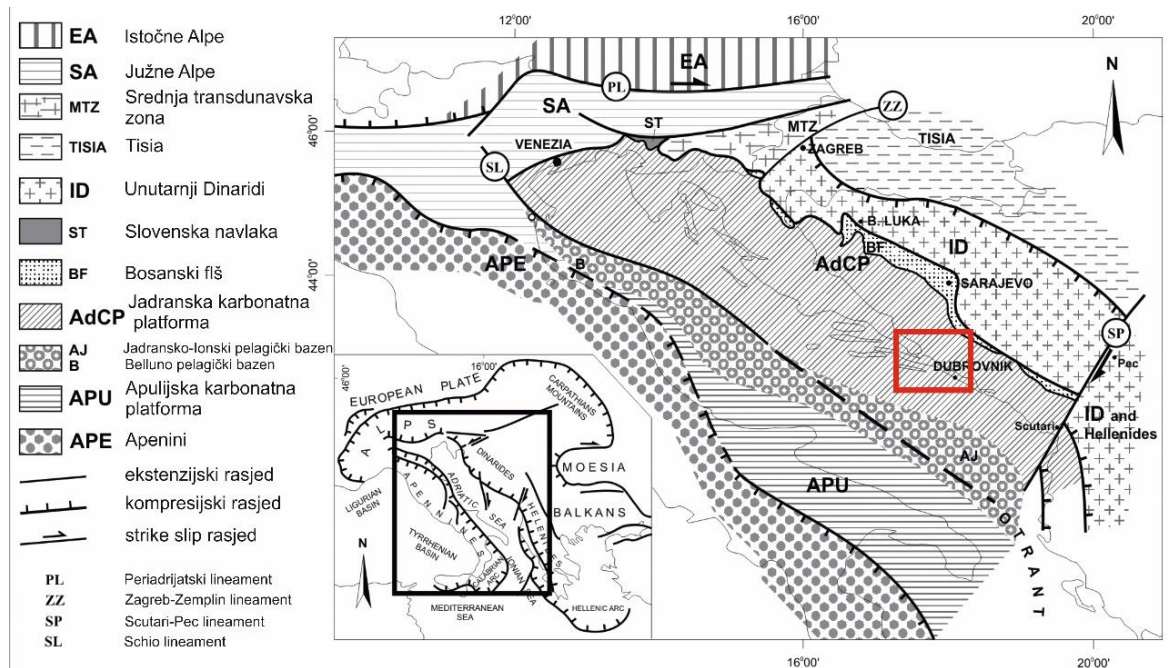 EA Istočne Alpe
SA Južne Alpe
MTZ Srednja transdunavska
zona
TISIA Tisia
ID Unutarnji Dinaridi
ST Slovenska navlaka
BF Bosanski flš
AdCP Jadranska karbonatna
platforma
AJ Jadransko-Ionski pelagički bazen
B Belluno pelagički bazen
APU Apulijska karbonatna
platforma
APE Apenini
ekstenzijski rasjed
kompresijski rasjed
strike slip rasjed
PL Periadrijatski lineament
ZZ Zagreb-Zemplin lineament
SP Scutari-Pec lineament
SL Schio lineament
12°00' 16°00' 20°00'
EA
N
PL
SA
ZZ
46°00'
ST
MTZ
TISIA
VENEZIA
ZAGREB
SL
B. LUKA
BF
ID
APE
B
AdCP
SARAJEVO
44°00'
SP
Pec
DUBROVNIK
ID and
Hellenides
Scutari
AJ
APU
OTRANT
16°00' 20°00'
16°00'
46°00'
EUROPEAN PLATE
CARPATHIANS
MOUNTAINS
ALPS
DINARIDES
MOESIA
LIGURIAN
BASIN
APENNINES
ADRIATIC SEA
HELENIDES
BALKANS
TYRRHENIAN
BASIN
N
CALABRIAN
ARC
IONIAN SEA
MEDITERRANEAN
SEA
HELLENIC ARC